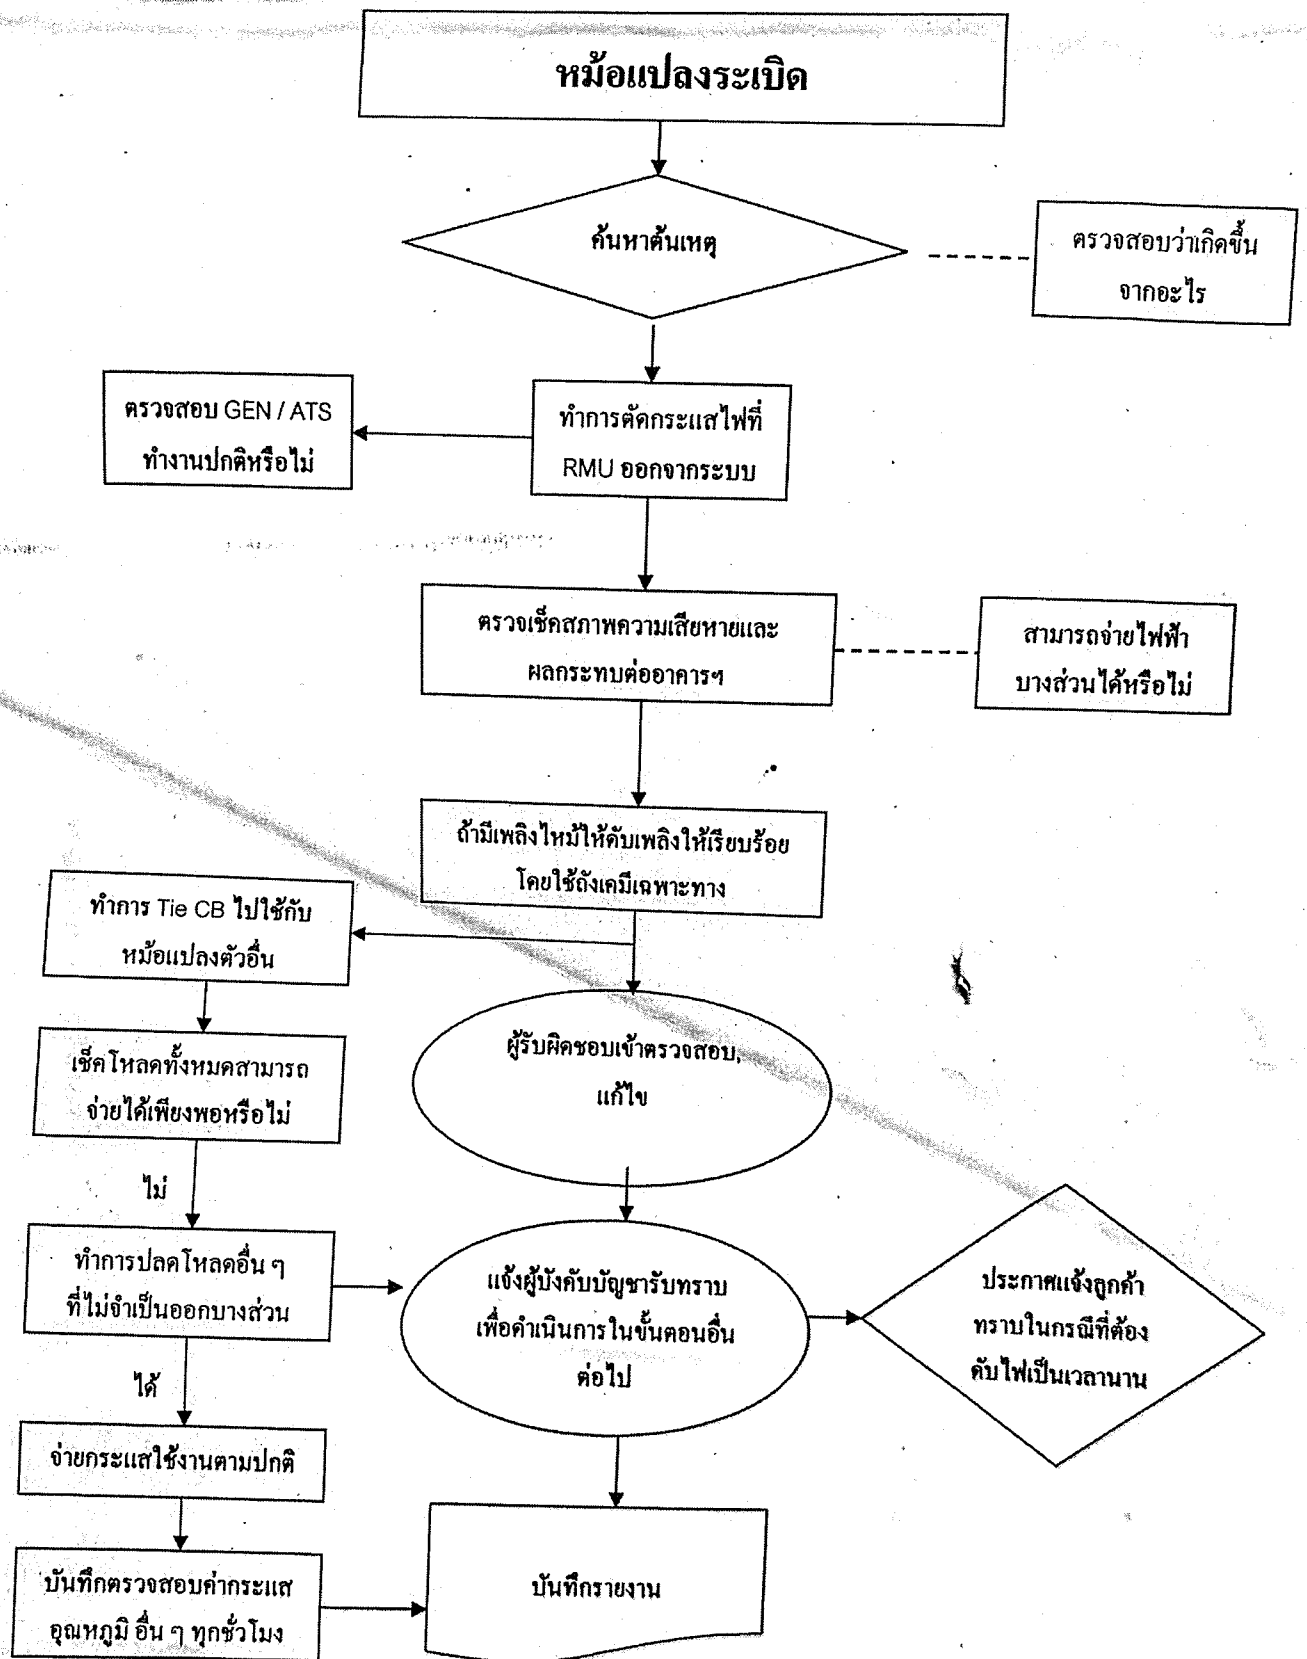 หม้อแปลงระเบิด
ค้นหาต้นเหตุ
ตรวจสอบว่าเกิดขึ้น
จากอะไร
ตรวจสอบ GEN / ATS
ทำงานปกติหรือไม่
ทำการตัดกระแสไฟที่
RMU ออกจากระบบ
ตรวจเช็คสภาพความเสียหายและ
ผลกระทบต่ออาคารฯ
สามารถจ่ายไฟฟ้า
บางส่วนได้หรือไม่
ถ้ามีเพลิงไหม้ให้ดับเพลิงให้เรียบร้อย
โดยใช้ถังเคมีเฉพาะทาง
ทำการ Tie CB ไปใช้กับ
หม้อแปลงตัวอื่น
ผู้รับผิดชอบเข้าตรวจสอบ,
แก้ไข
เช็คโหลดทั้งหมดสามารถ
จ่ายได้เพียงพอหรือไม่
ไม่
ทำการปลดโหลดอื่น ๆ
ที่ไม่จำเป็นออกบางส่วน
แจ้งผู้บังคับบัญชารับทราบ
เพื่อดำเนินการในขั้นตอนอื่น
ต่อไป
ประกาศแจ้งลูกค้า
ทราบในกรณีที่ต้อง
ดับไฟเป็นเวลานาน
ได้
จ่ายกระแสใช้งานตามปกติ
บันทึกตรวจสอบค่ากระแส
อุณหภูมิ อื่น ๆ ทุกชั่วโมง
บันทึกรายงาน